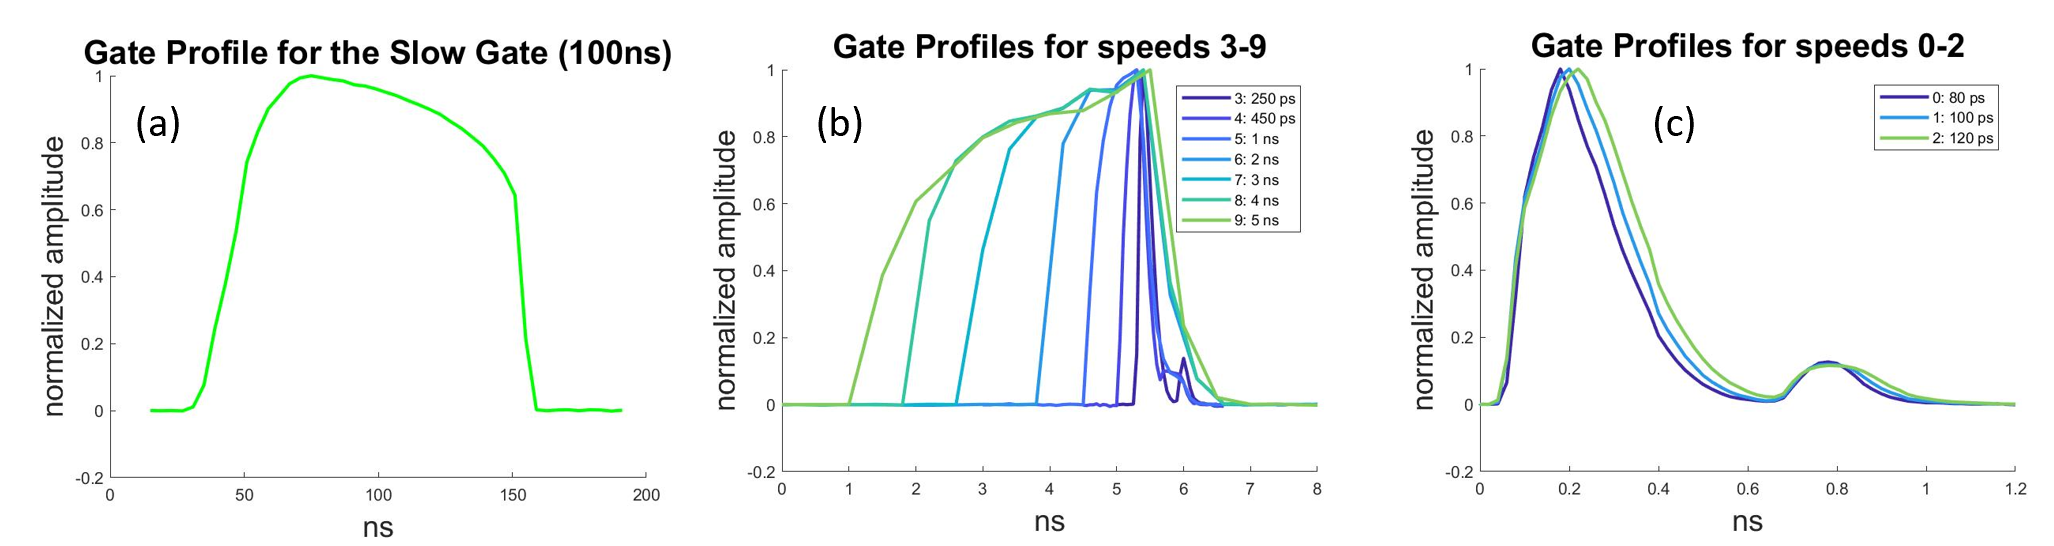 Gate Profile for the Slow Gate (100ns)
(a)
normalized amplitude
1
0.8
0.6
0.4
0.2
0
-0.2
0 50 100 150 200
ns
Gate Profiles for speeds 3-9
(b)
normalized amplitude
1
0.8
0.6
0.4
0.2
0
-0.2
0 1 2 3 4 5 6 7 8
ns
3: 250 ps
4: 450 ps
5: 1 ns
6: 2 ns
7: 3 ns
8: 4 ns
9: 5 ns
Gate Profiles for speeds 0-2
(c)
normalized amplitude
1
0.8
0.6
0.4
0.2
0
-0.2
0 0.2 0.4 0.6 0.8 1 1.2
ns
0: 80 ps
1: 100 ps
2: 120 ps